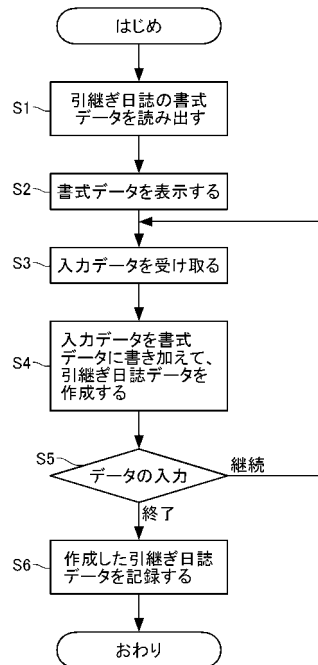 はじめ
S1
引継ぎ日誌の書式
データを読み出す
S2
書式データを表示する
S3
入力データを受け取る
S4
入力データを書式
データに書き加えて、
引継ぎ日誌データを
作成する
S5
データの入力
継続
終了
S6
作成した引継ぎ日誌
データを記録する
おわり